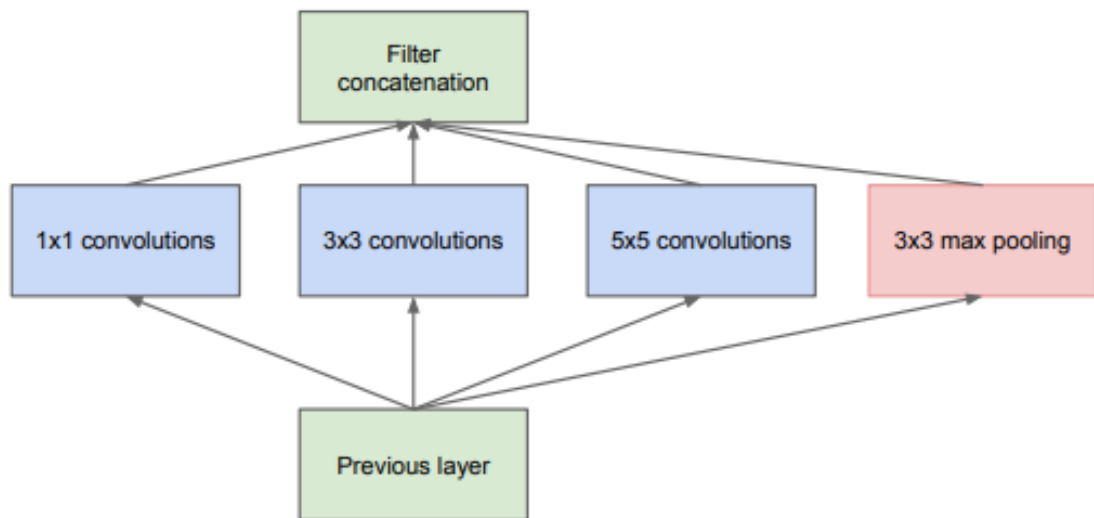 Filter
concatenation
1x1 convolutions
3x3 convolutions
5x5 convolutions
3x3 max pooling
Previous layer